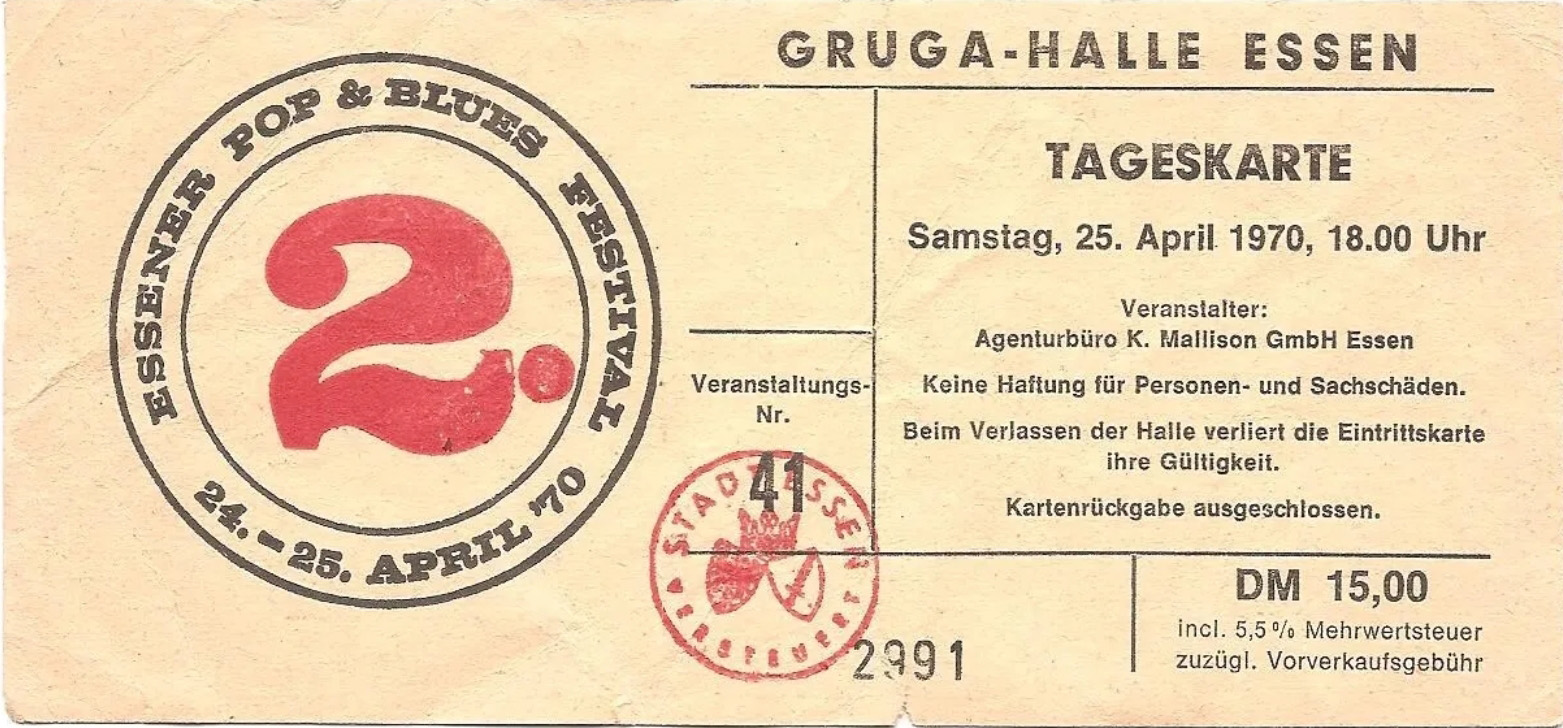 GRUGA-HALLE ESSEN
ESSENER POP & BLUES FESTIVAL
2.
24. - 25. APRIL '70
TAGESKARTE
Samstag, 25. April 1970, 18.00 Uhr
Veranstalter:
Agenturbüro K. Mallison GmbH Essen
Keine Haftung für Personen- und Sachschäden.
Beim Verlassen der Halle verliert die Eintrittskarte
ihre Gültigkeit.
Kartenrückgabe ausgeschlossen.
Veranstaltungs-
Nr.
41
STADT ESSEN
VERSTEUERT
2991
DM 15,00
incl. 5,5% Mehrwertsteuer
zuzügl. Vorverkaufsgebühr